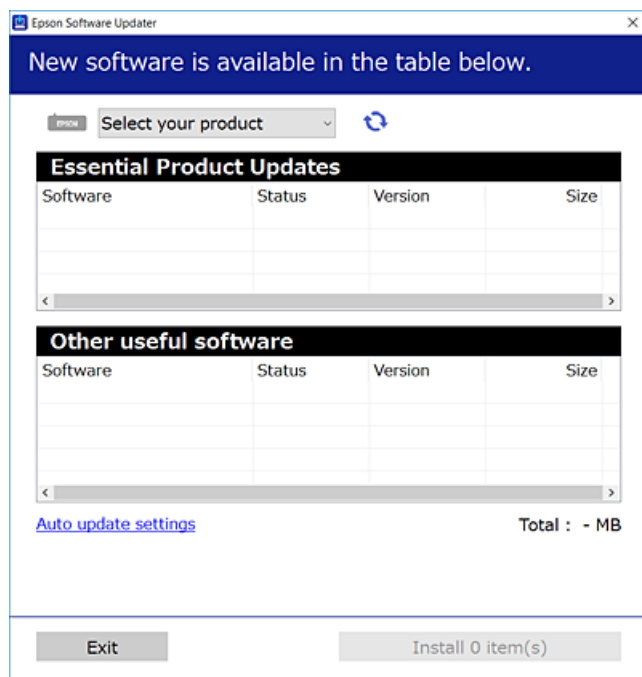 Epson Software Updater
New software is available in the table below.
EPSON Select your product
Essential Product Updates
Software Status Version Size
Other useful software
Software Status Version Size
Auto update settings Total : - MB
Exit Install 0 item(s)